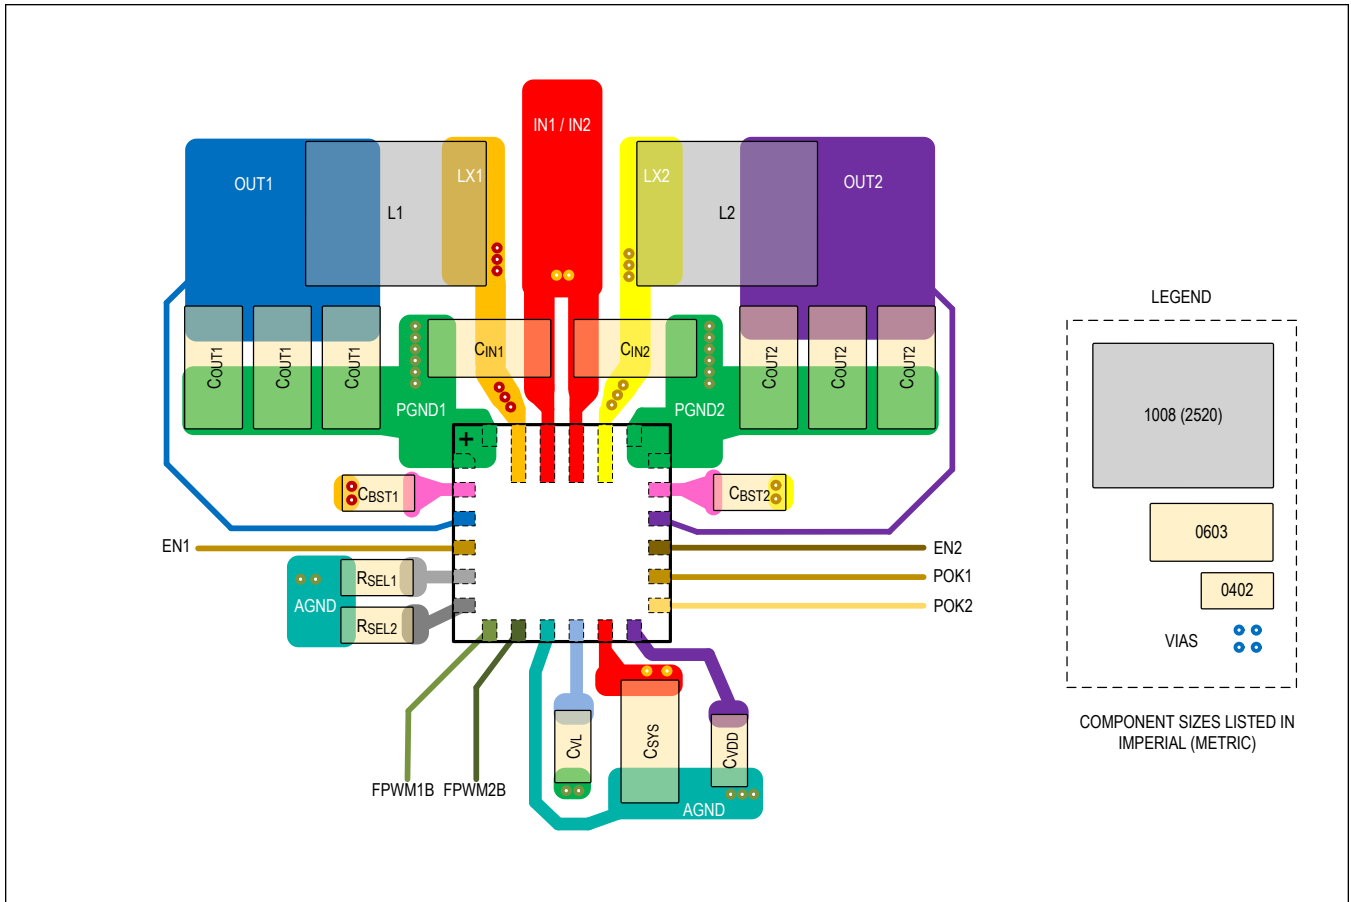 IN1 / IN2
OUT1
LX1
LX2
OUT2
L1
L2
LEGEND
CIN1
CIN2
COUT1
COUT1
COUT1
COUT2
COUT2
COUT2
PGND1
PGND2
1008 (2520)
+
CBST1
CBST2
0603
EN1
EN2
RSEL1
POK1
0402
AGND
POK2
RSEL2
VIAS
CVL
CSYS
CVDD
COMPONENT SIZES LISTED IN
IMPERIAL (METRIC)
FPWM1B
FPWM2B
AGND